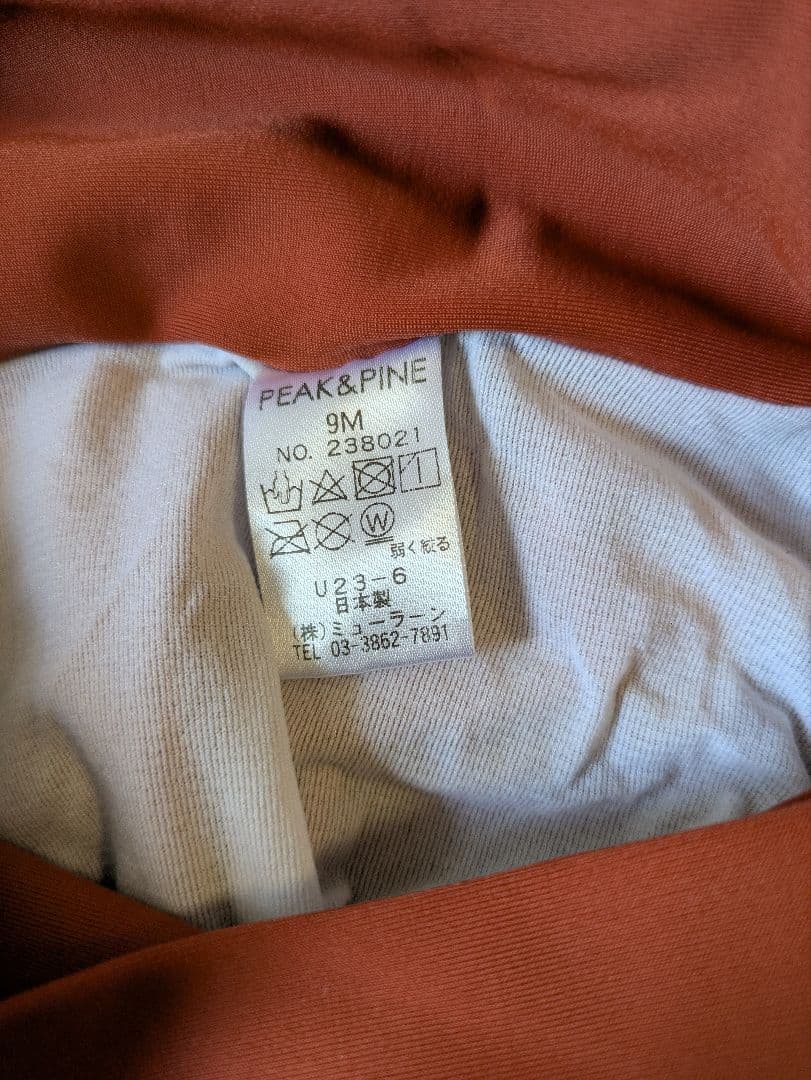 PEAK&PINE
9M
NO. 238021
W
弱く絞る
U23-6
日本製
(株)ミューラーン
TEL 03-3862-7891